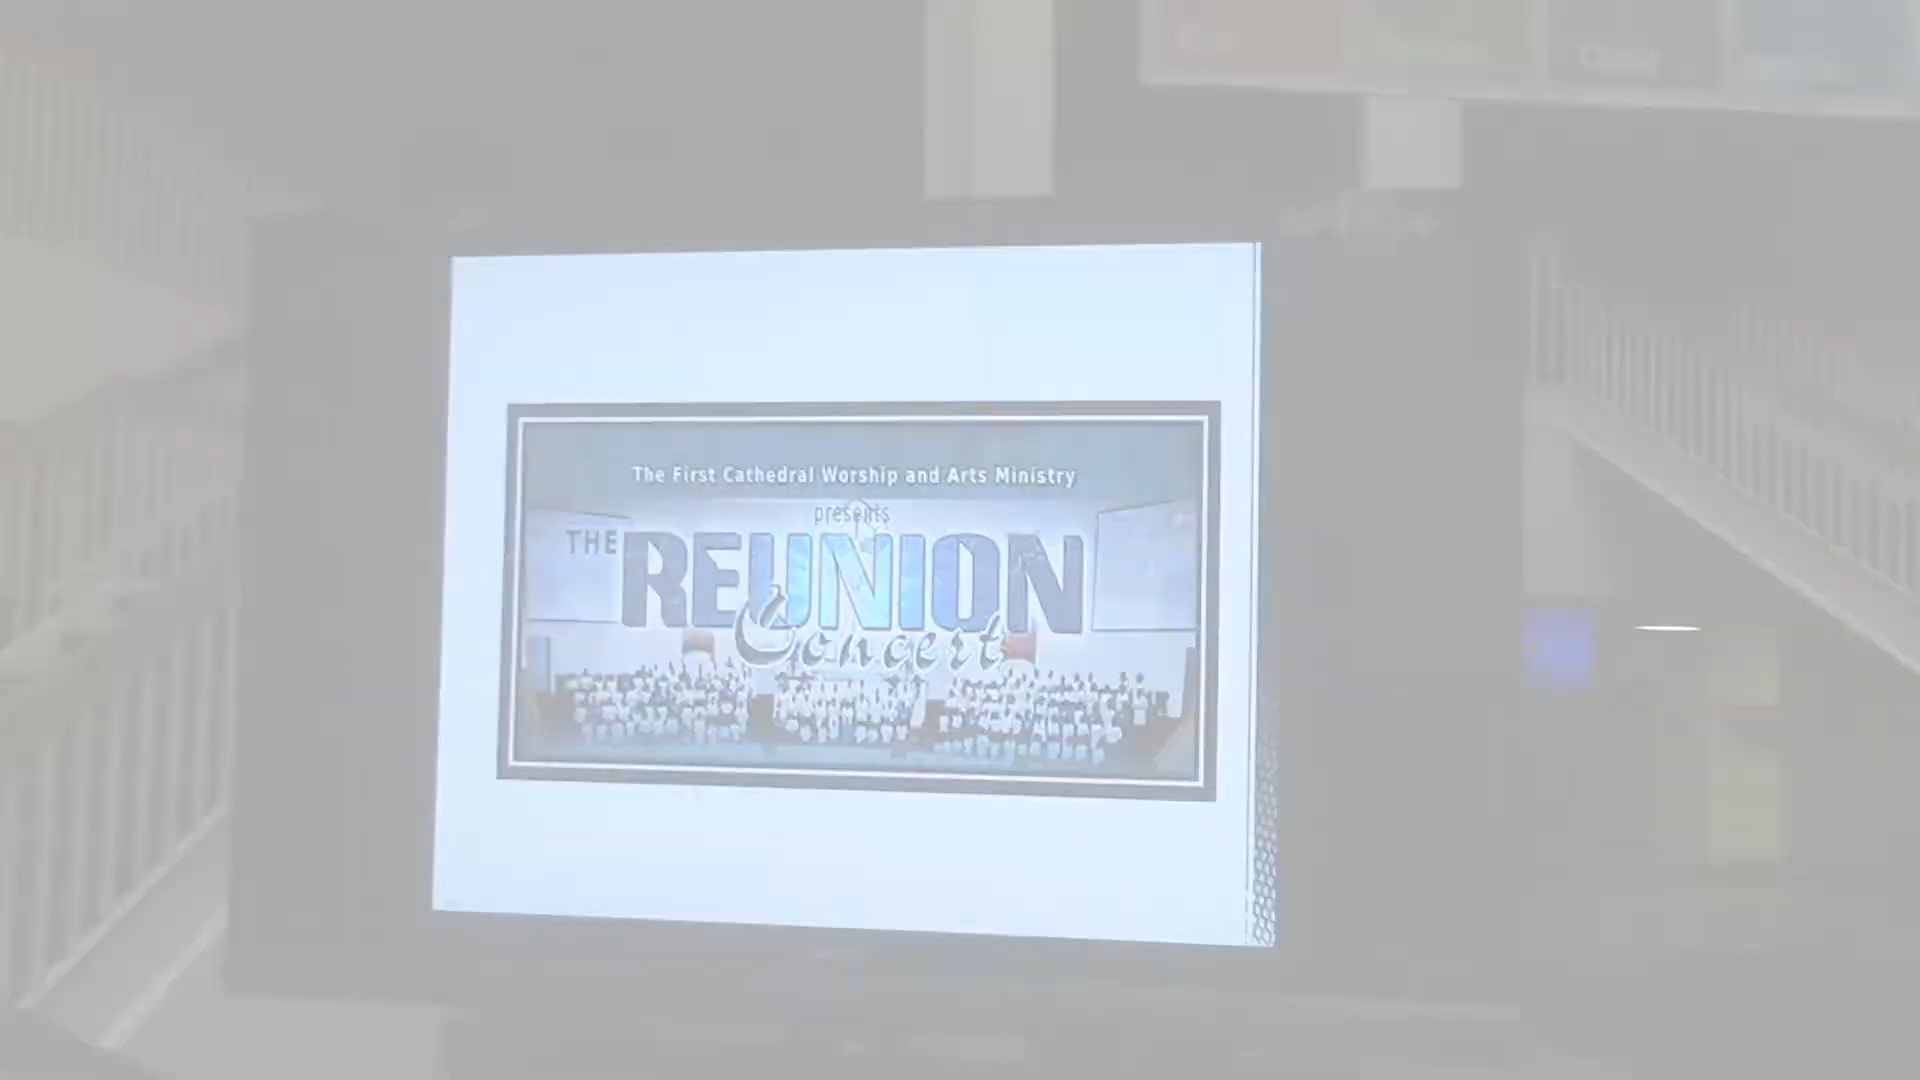 The First Cathedral Worship and Arts Ministry
presents
THE REUNION
Concert